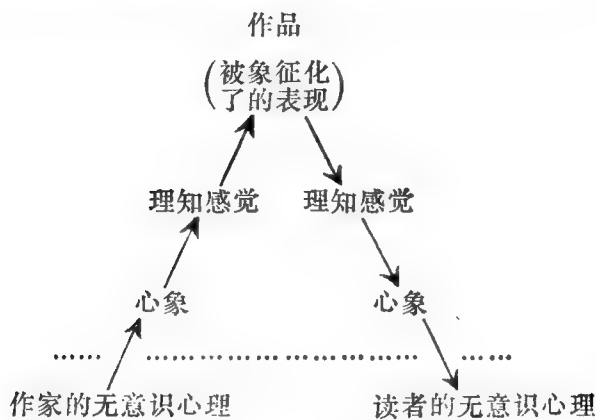 作品
(被象征化
了的表现)
理知感觉 理知感觉
心象 心象
作家的无意识心理 读者的无意识心理